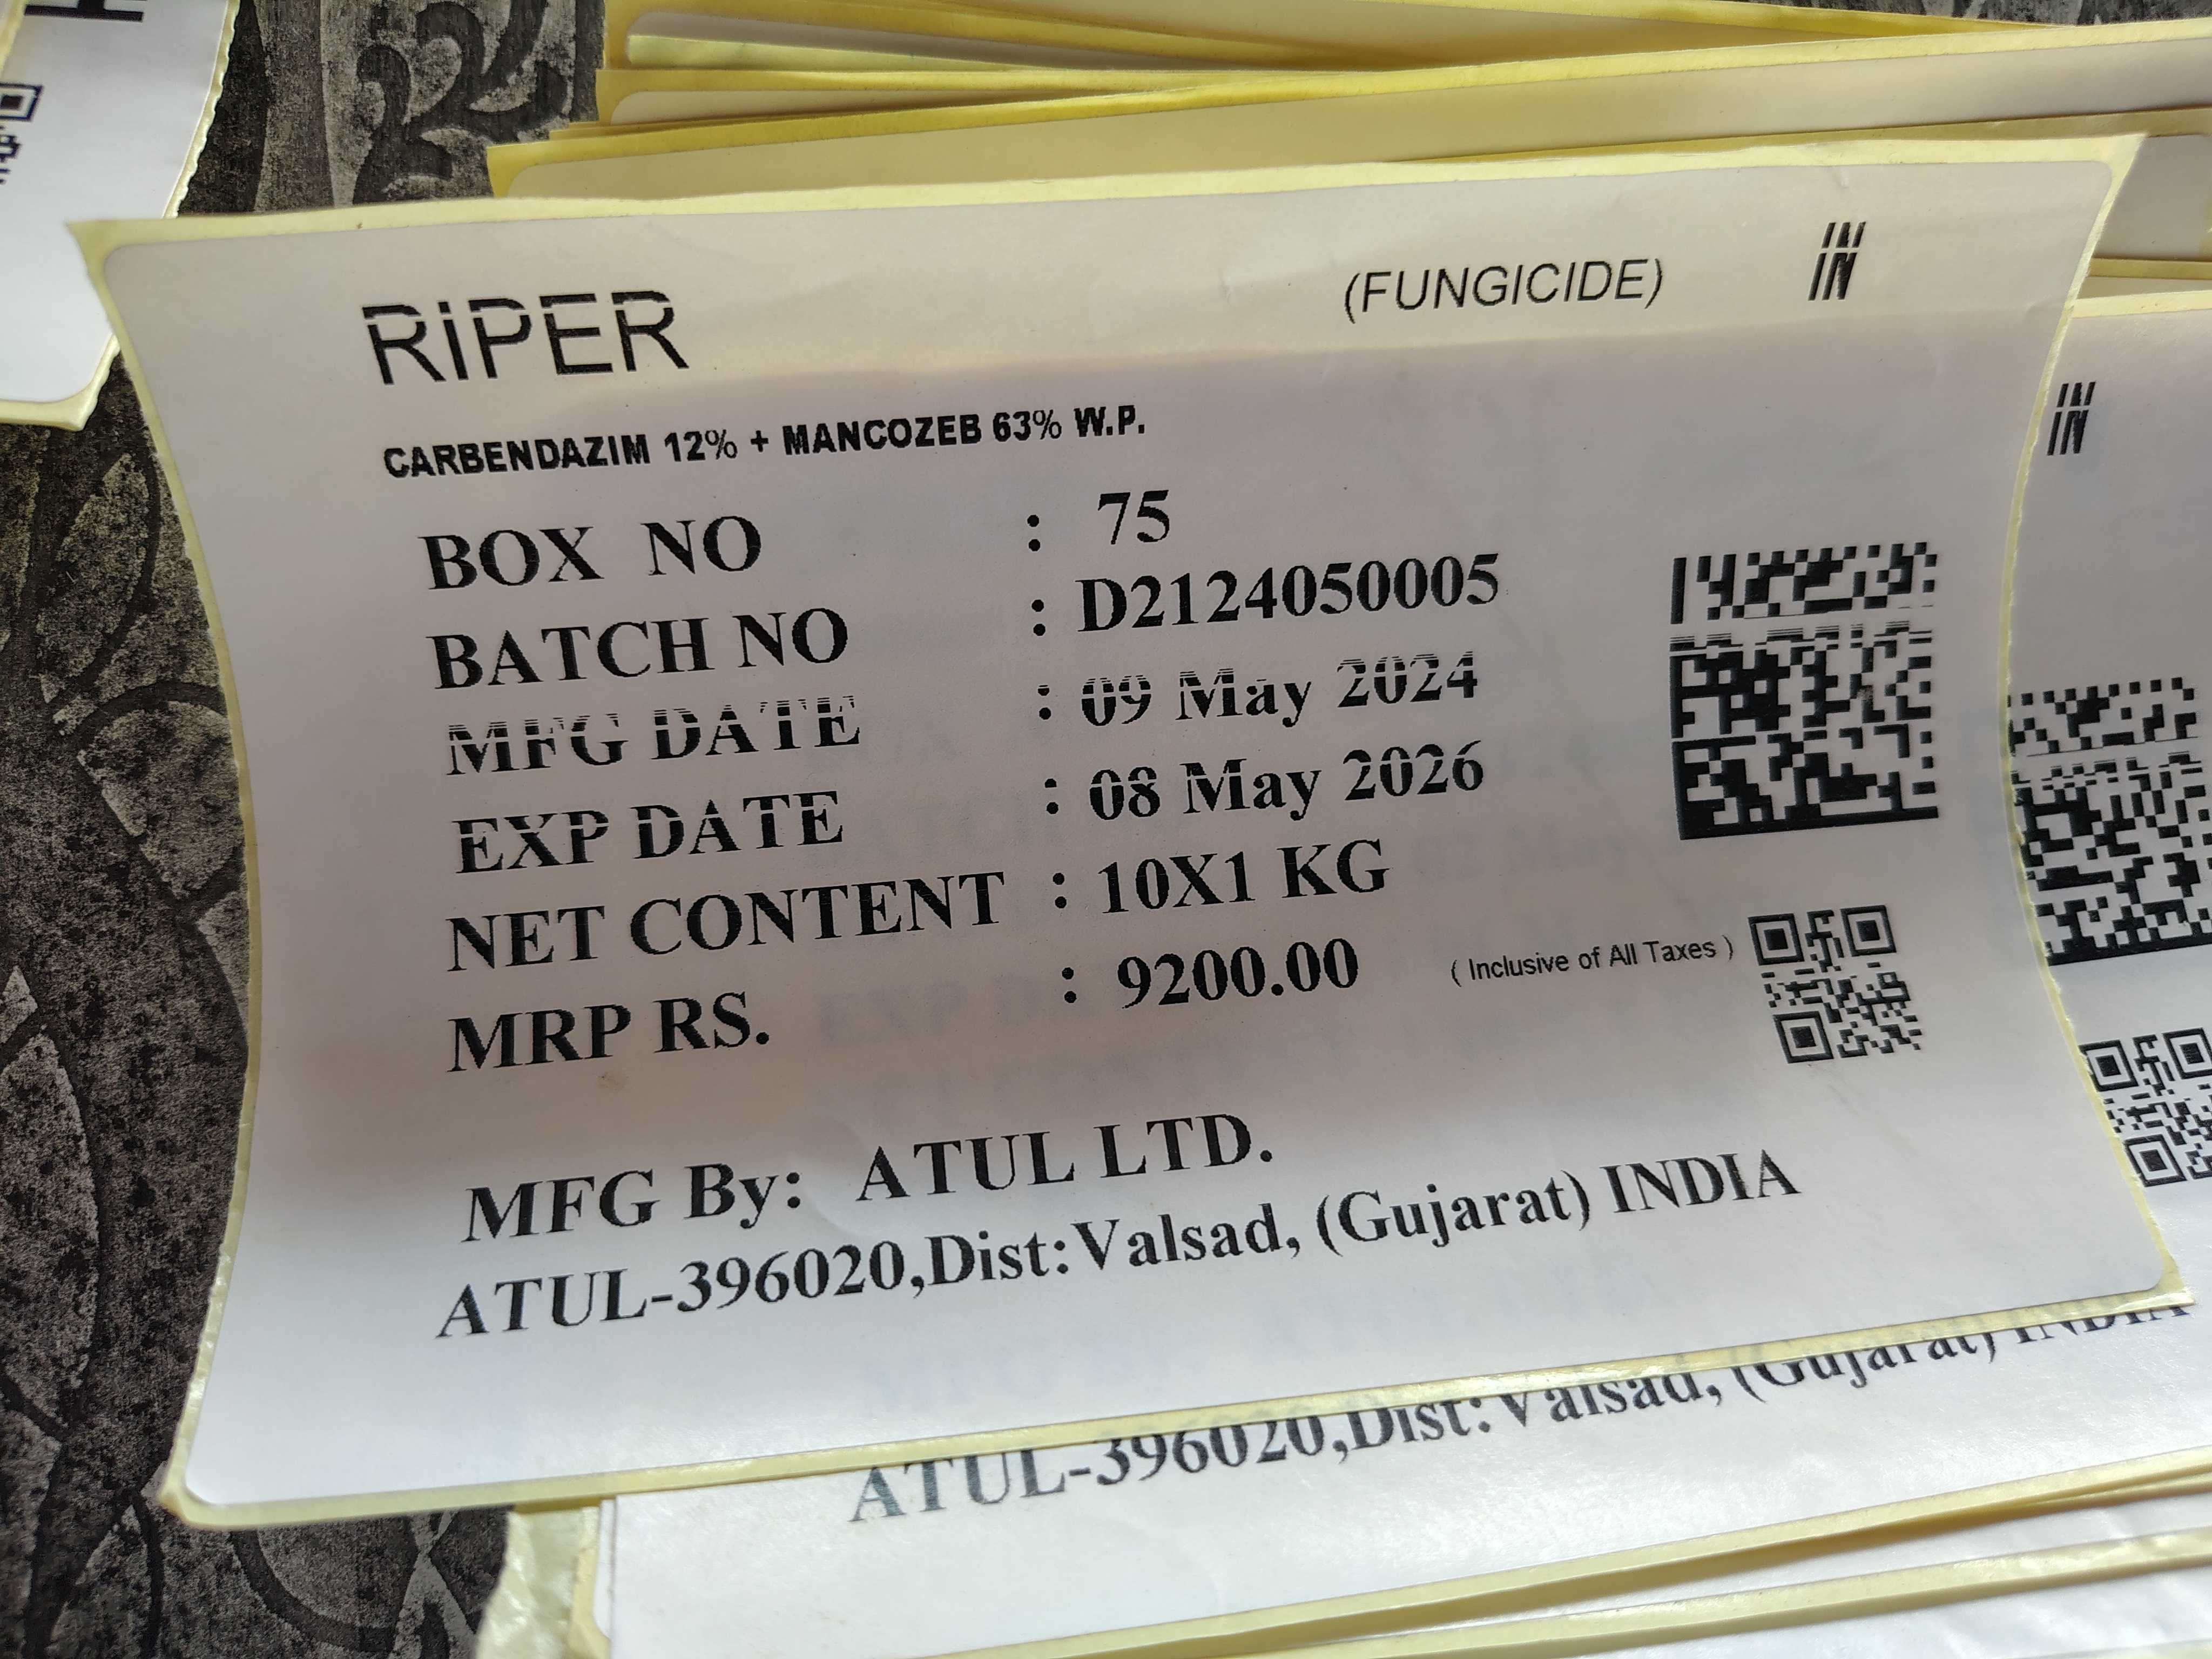 RiPER (FUNGICIDE) IN
IN
CARBENDAZIM 12% + MANCOZEB 63% W.P.
BOX NO : 75
BATCH NO : D2124050005
MFG DATE : 09 May 2024
EXP DATE : 08 May 2026
NET CONTENT : 10X1 KG
MRP RS. : 9200.00 ( Inclusive of All Taxes )
MFG By: ATUL LTD.
ATUL-396020,Dist:Valsad, (Gujarat) INDIA
IN
IN
ATUL-396020,Dist:Valsad, (Gujarat) INDIA